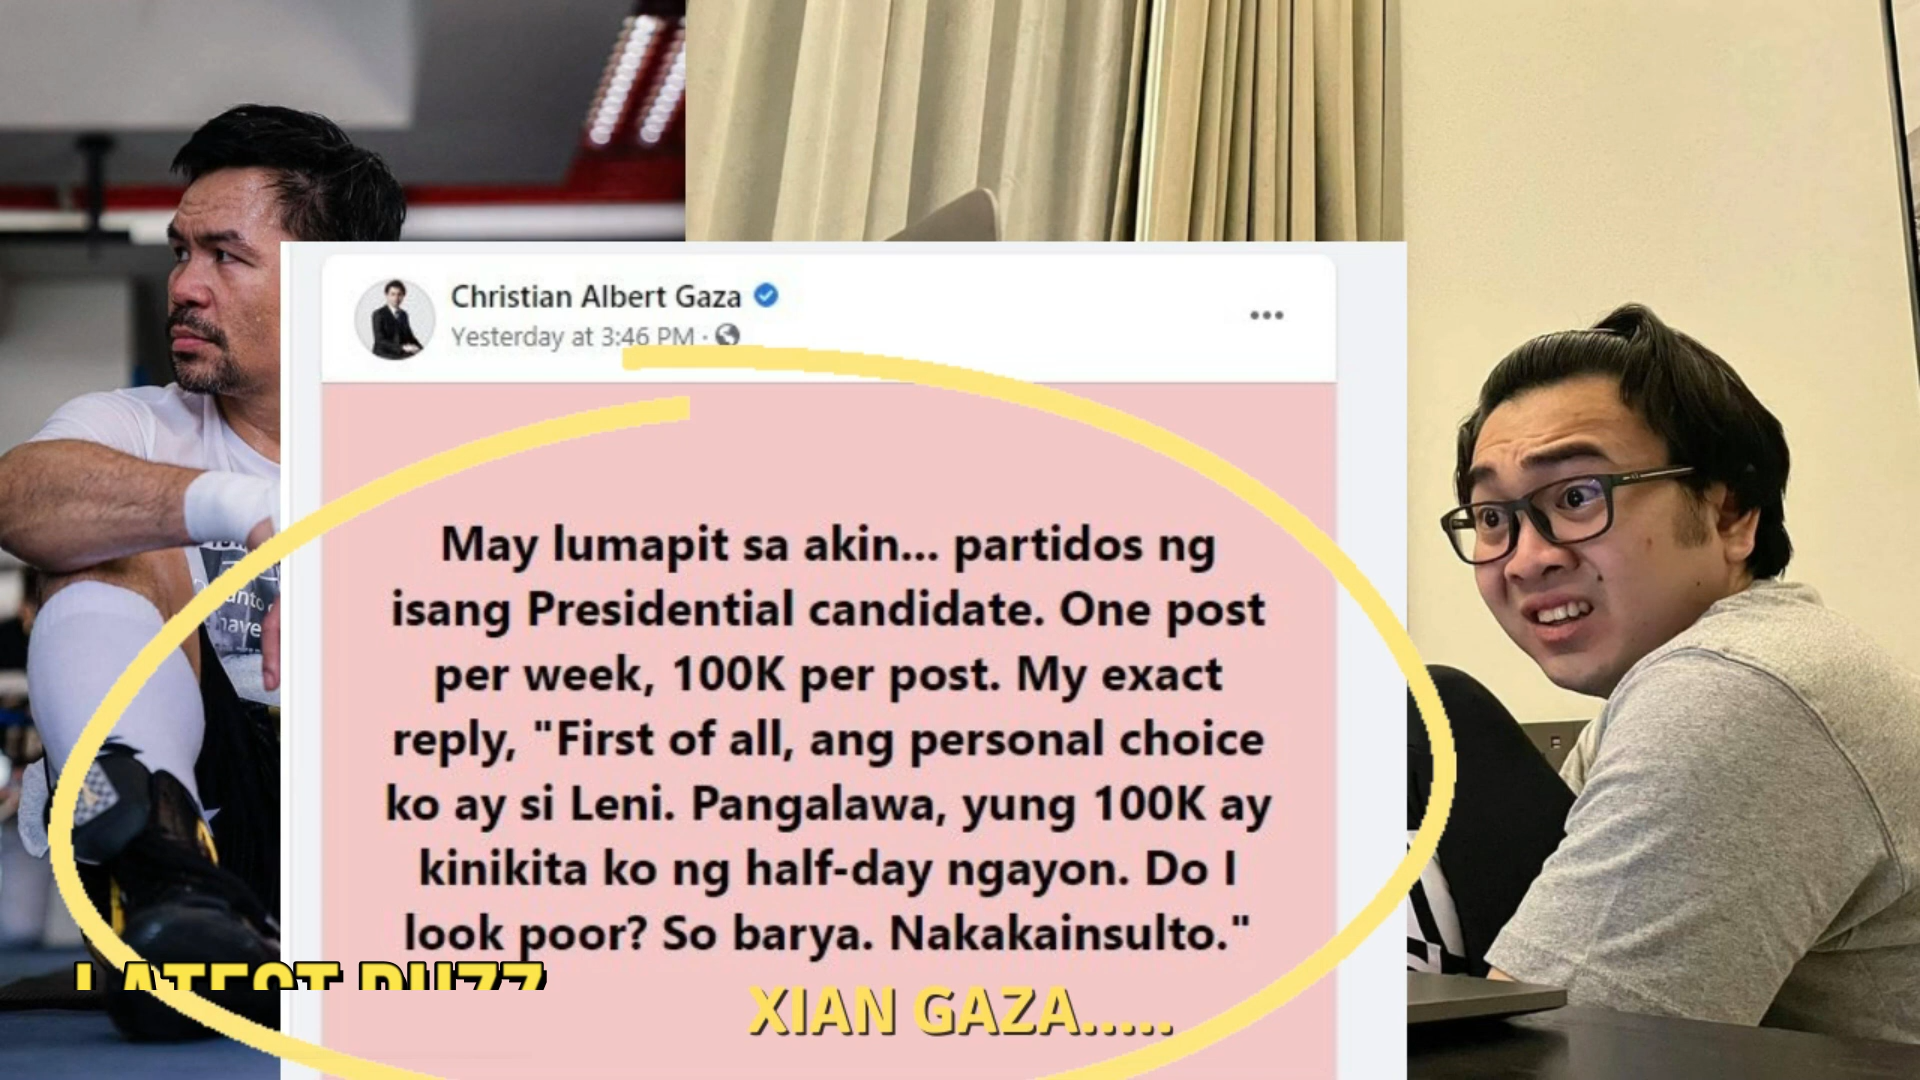 Christian Albert Gaza
Yesterday at 3:46 PM ·
May lumapit sa akin... partidos ng
isang Presidential candidate. One post
per week, 100K per post. My exact
reply, "First of all, ang personal choice
ko ay si Leni. Pangalawa, yung 100K ay
kinikita ko ng half-day ngayon. Do I
look poor? So barya. Nakakainsulto."
LATEST BUZZ
XIAN GAZA.....